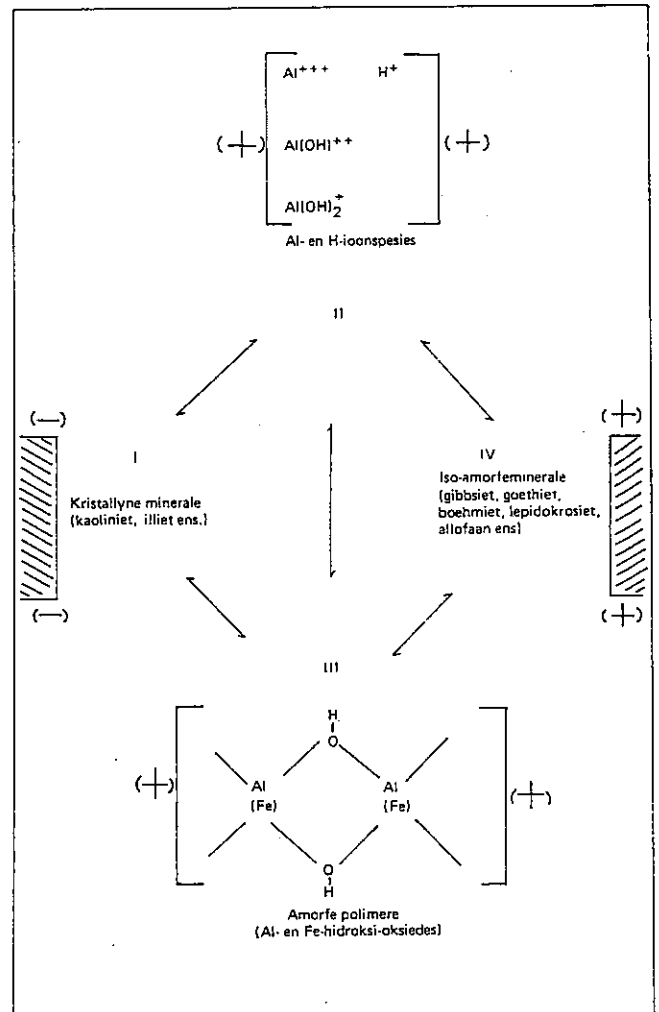 Al+++ H+
(+) Al(OH)++ (+)
Al(OH)2+
Al- en H-ioonspesies
II
(—) (+)
I
Kristallyne minerale
(kaoliniet, illiet ens.)
IV
Iso-amorfeminerale
(gibbsiet, goethiet,
boehmiet, lepidokrosiet,
allofaan ens)
(—) (+)
III
H
O
(+) Al Al (+)
(Fe) (Fe)
O
H
Amorfe polimere
(Al- en Fe-hidroksi-oksiedes)